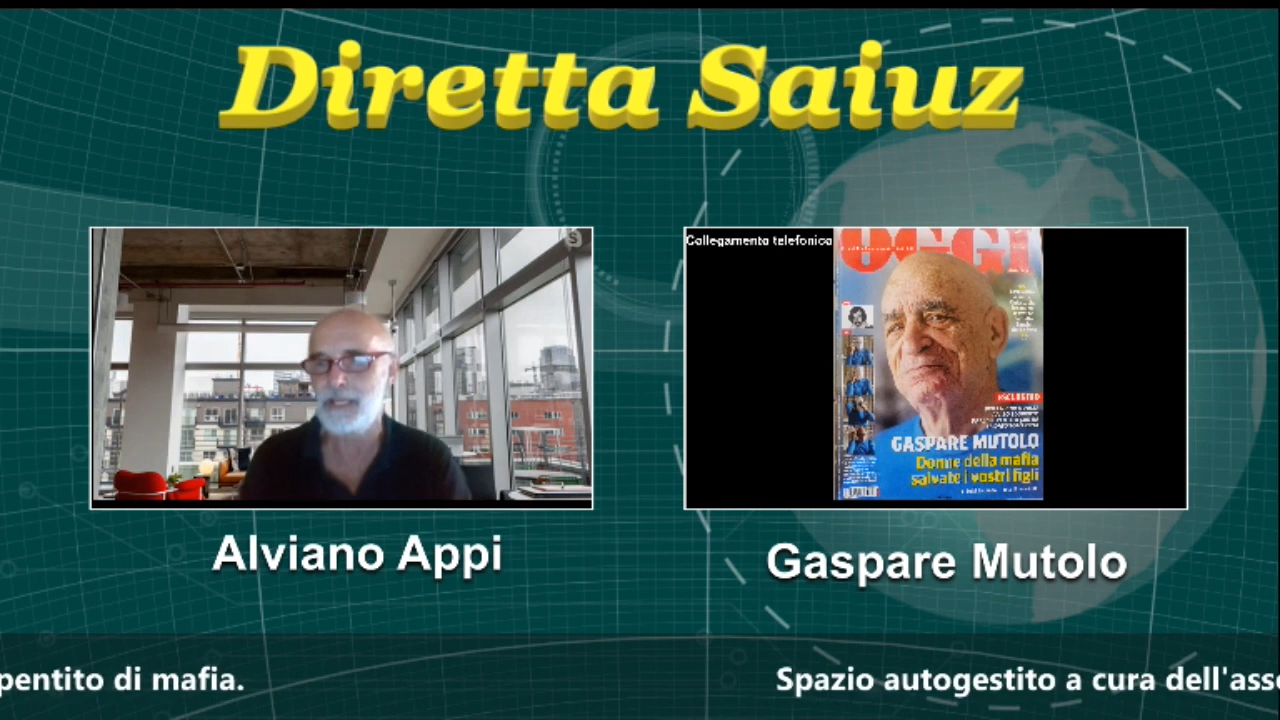 Diretta Saiuz
Collegamento telefonico
OGGI
ESCLUSIVO
GASPARE MUTOLO
Donne della mafia
salvate i vostri figli
Alviano Appi
Gaspare Mutolo
pentito di mafia.
Spazio autogestito a cura dell'asso